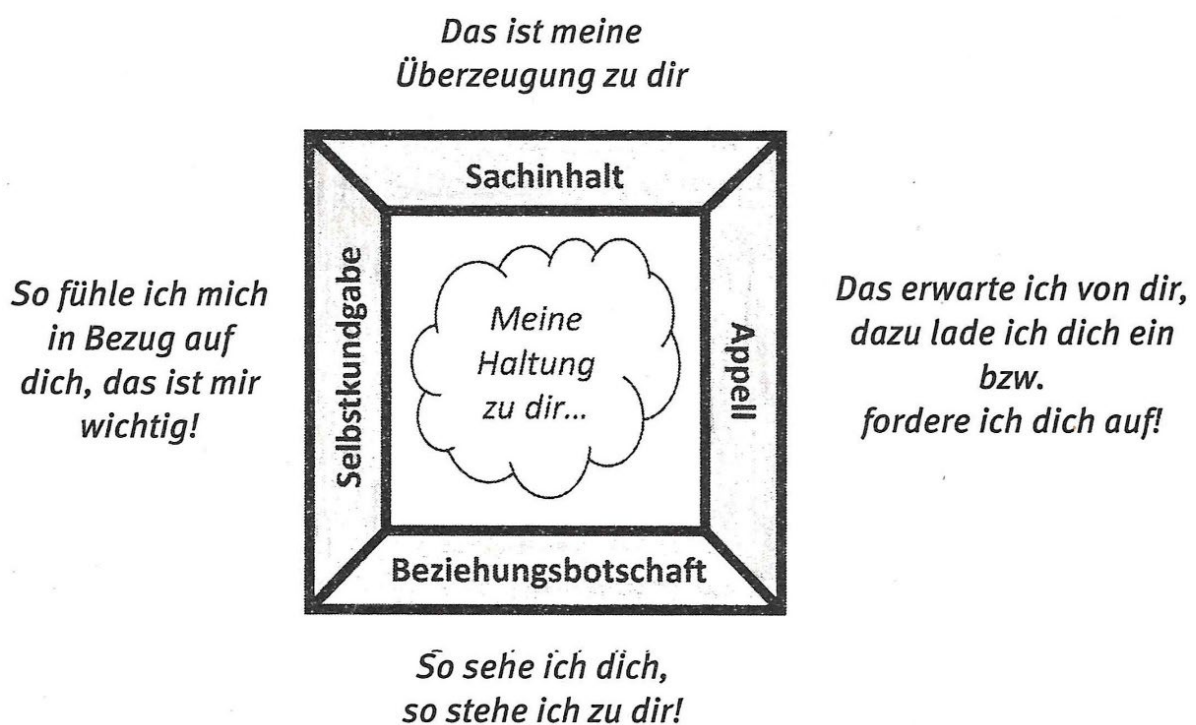 Das ist meine
Überzeugung zu dir
Sachinhalt
So fühle ich mich
in Bezug auf
dich, das ist mir
wichtig!
Selbstkundgabe
Meine
Haltung
zu dir...
Appell
Das erwarte ich von dir,
dazu lade ich dich ein
bzw.
fordere ich dich auf!
Beziehungsbotschaft
So sehe ich dich,
so stehe ich zu dir!